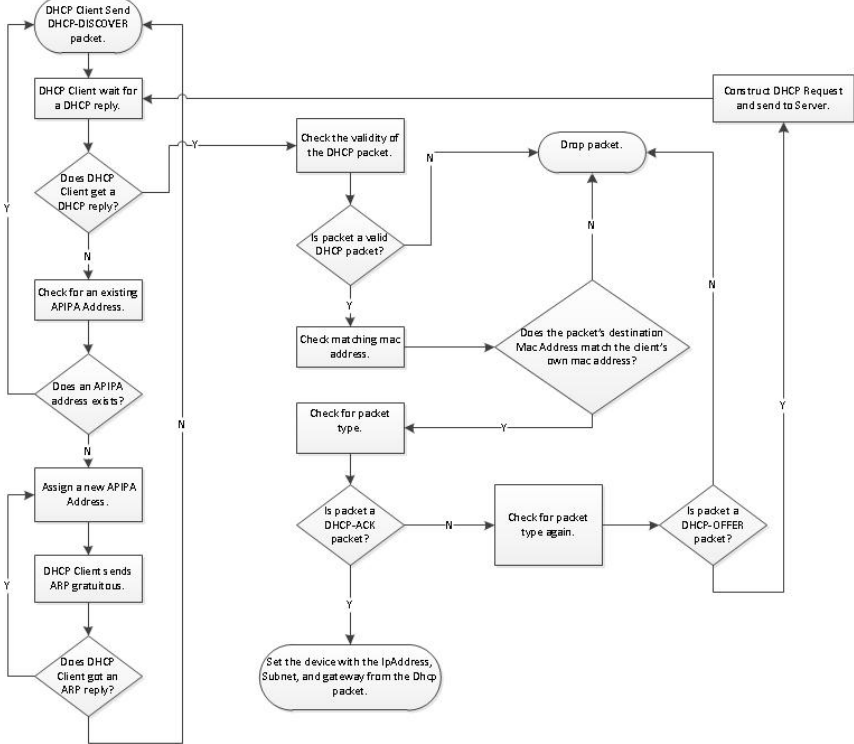 DHCP Client Send
DHCP-DISCOVER
packet.
DHCP Client wait for
a DHCP reply.
Construct DHCP Request
and send to Server.
Y
Check the validity of
the DHCP packet.
N
Drop packet.
Does DHCP
Client get a
DHCP reply?
Y
Is packet a valid
DHCP packet?
N
N
N
Check for an existing
APIPA Address.
Y
Check matching mac
address.
Does the packet's destination
Mac Address match the client's
own mac address?
Does an APIPA
address exists?
Check for packet
type.
Y
Y
N
N
Assign a new APIPA
Address.
Is packet a
DHCP-ACK
packet?
N
Check for packet
type again.
Is packet a
DHCP-OFFER
packet?
DHCP Client sends
ARP gratuitous.
Y
Y
Does DHCP
Client got an
ARP reply?
Set the device with the IpAddress,
Subnet, and gateway from the Dhcp
packet.